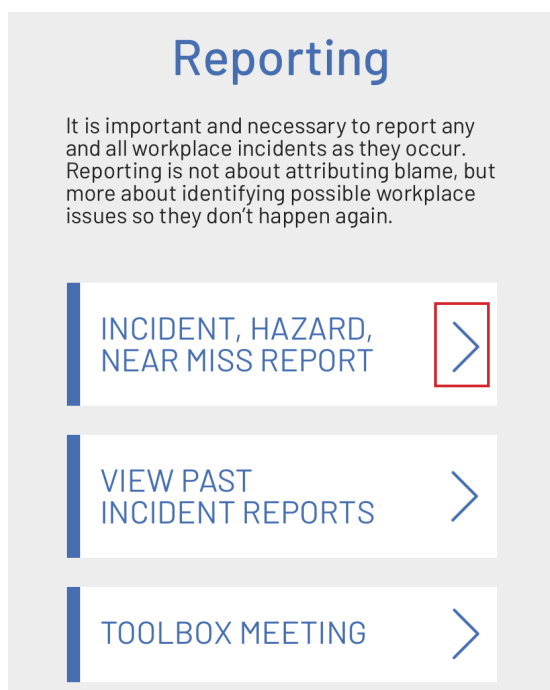 Reporting
It is important and necessary to report any
and all workplace incidents as they occur.
Reporting is not about attributing blame, but
more about identifying possible workplace
issues so they don’t happen again.
INCIDENT, HAZARD,
NEAR MISS REPORT
VIEW PAST
INCIDENT REPORTS
TOOLBOX MEETING